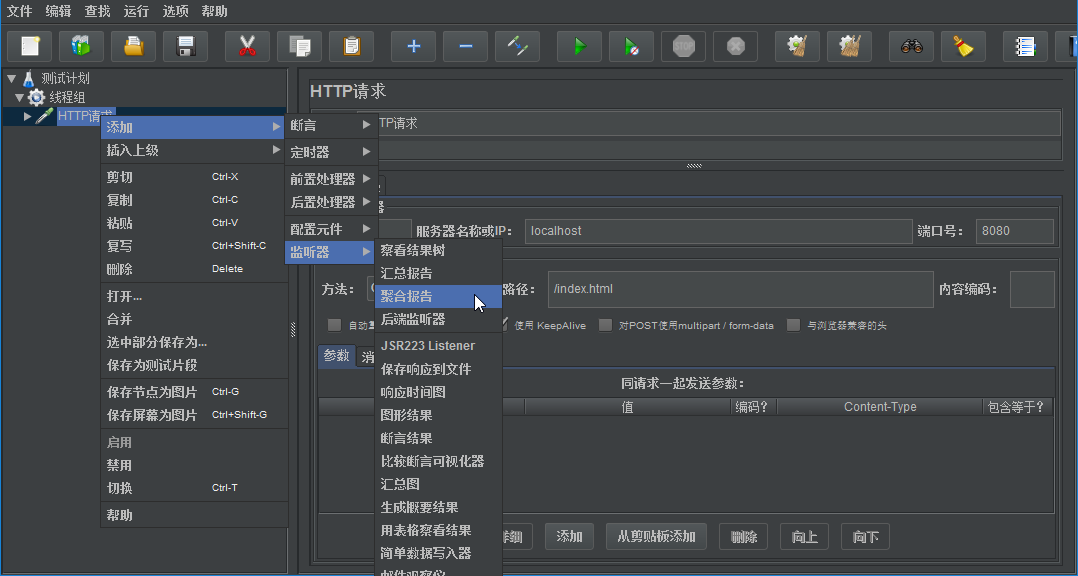 文件 编辑 查找 运行 选项 帮助
STOP
测试计划
线程组
HTTP请求
添加
插入上级
剪切 Ctrl-X
复制 Ctrl-C
粘贴 Ctrl-V
复写 Ctrl+Shift-C
删除 Delete
打开...
合并
选中部分保存为...
保存为测试片段
保存节点为图片 Ctrl-G
保存屏幕为图片 Ctrl+Shift-G
启用
禁用
切换 Ctrl-T
帮助
断言
定时器
前置处理器
后置处理器
配置元件
监听器
察看结果树
汇总报告
聚合报告
后端监听器
JSR223 Listener
保存响应到文件
响应时间图
图形结果
断言结果
比较断言可视化器
汇总图
生成概要结果
用表格察看结果
简单数据写入器
邮件观察仪
HTTP请求
TP请求
器
服务器名称或IP： localhost 端口号： 8080
方法： 路径： /index.html 内容编码：
自动 使用 KeepAlive 对POST使用multipart / form-data 与浏览器兼容的头
参数 消
同请求一起发送参数：
值 编码？ Content-Type 包含等于？
详细 添加 从剪贴板添加 删除 向上 向下